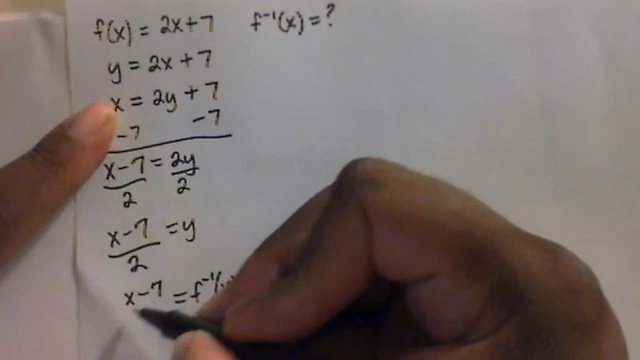 f(x) = 2x+7 f⁻¹(x) = ?
y = 2x + 7
x = 2y + 7
-7 -7
x-7 = 2y
2 2
x-7 = y
2
x-7 = f⁻¹(